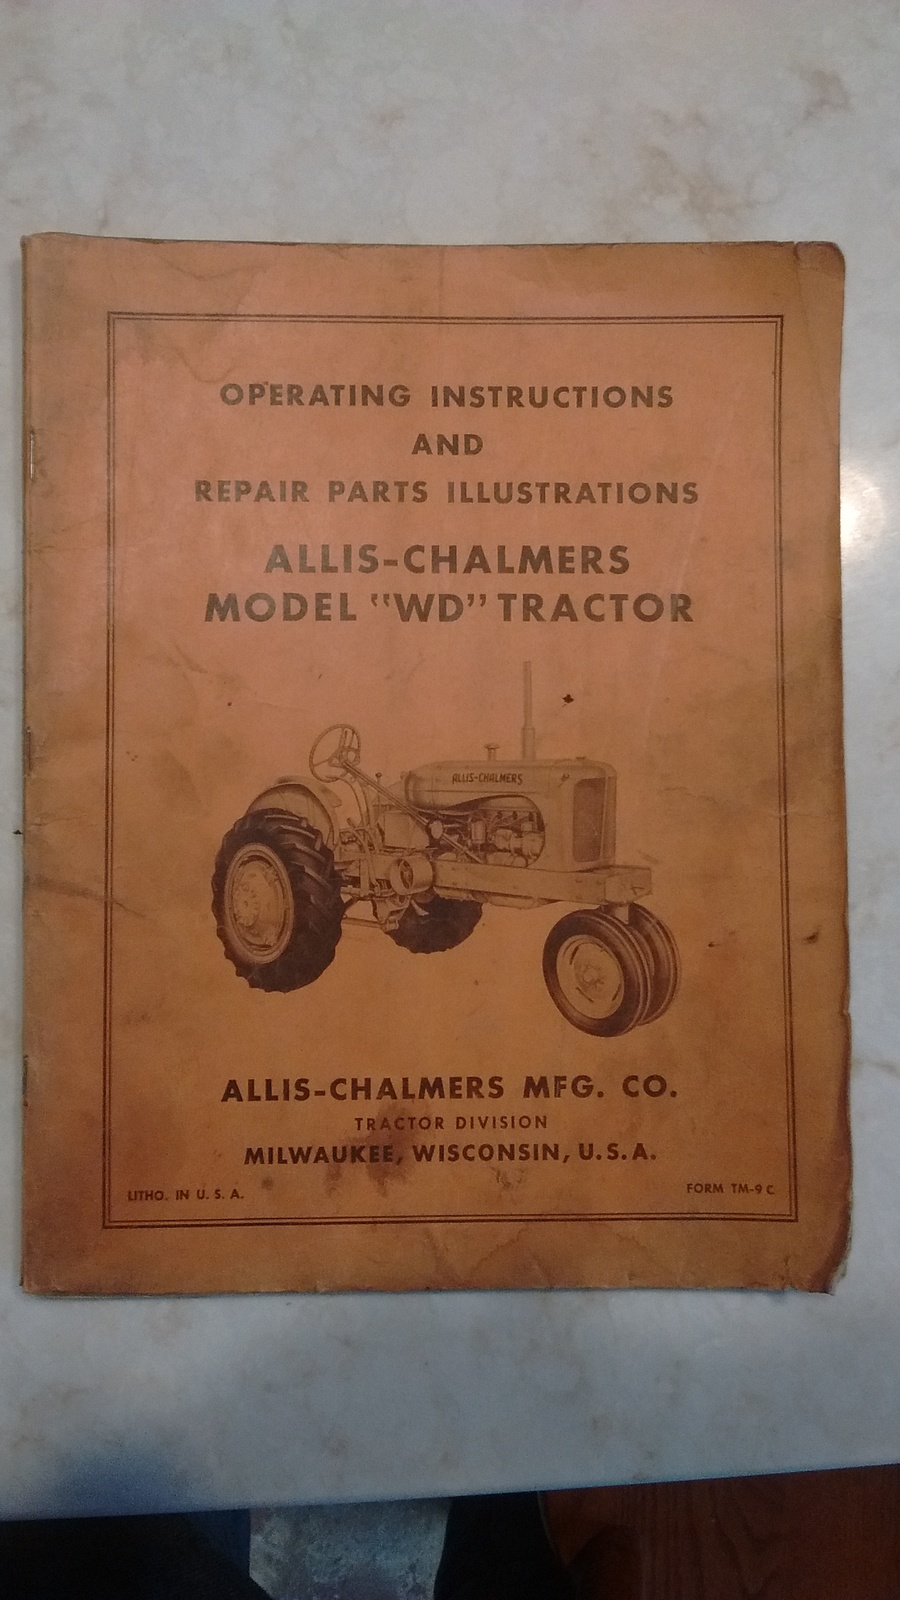 OPERATING INSTRUCTIONS
AND
REPAIR PARTS ILLUSTRATIONS
ALLIS-CHALMERS
MODEL "WD" TRACTOR
ALLIS-CHALMERS
ALLIS-CHALMERS MFG. CO.
TRACTOR DIVISION
MILWAUKEE, WISCONSIN, U.S.A.
LITHO. IN U. S. A.
FORM TM-9 C